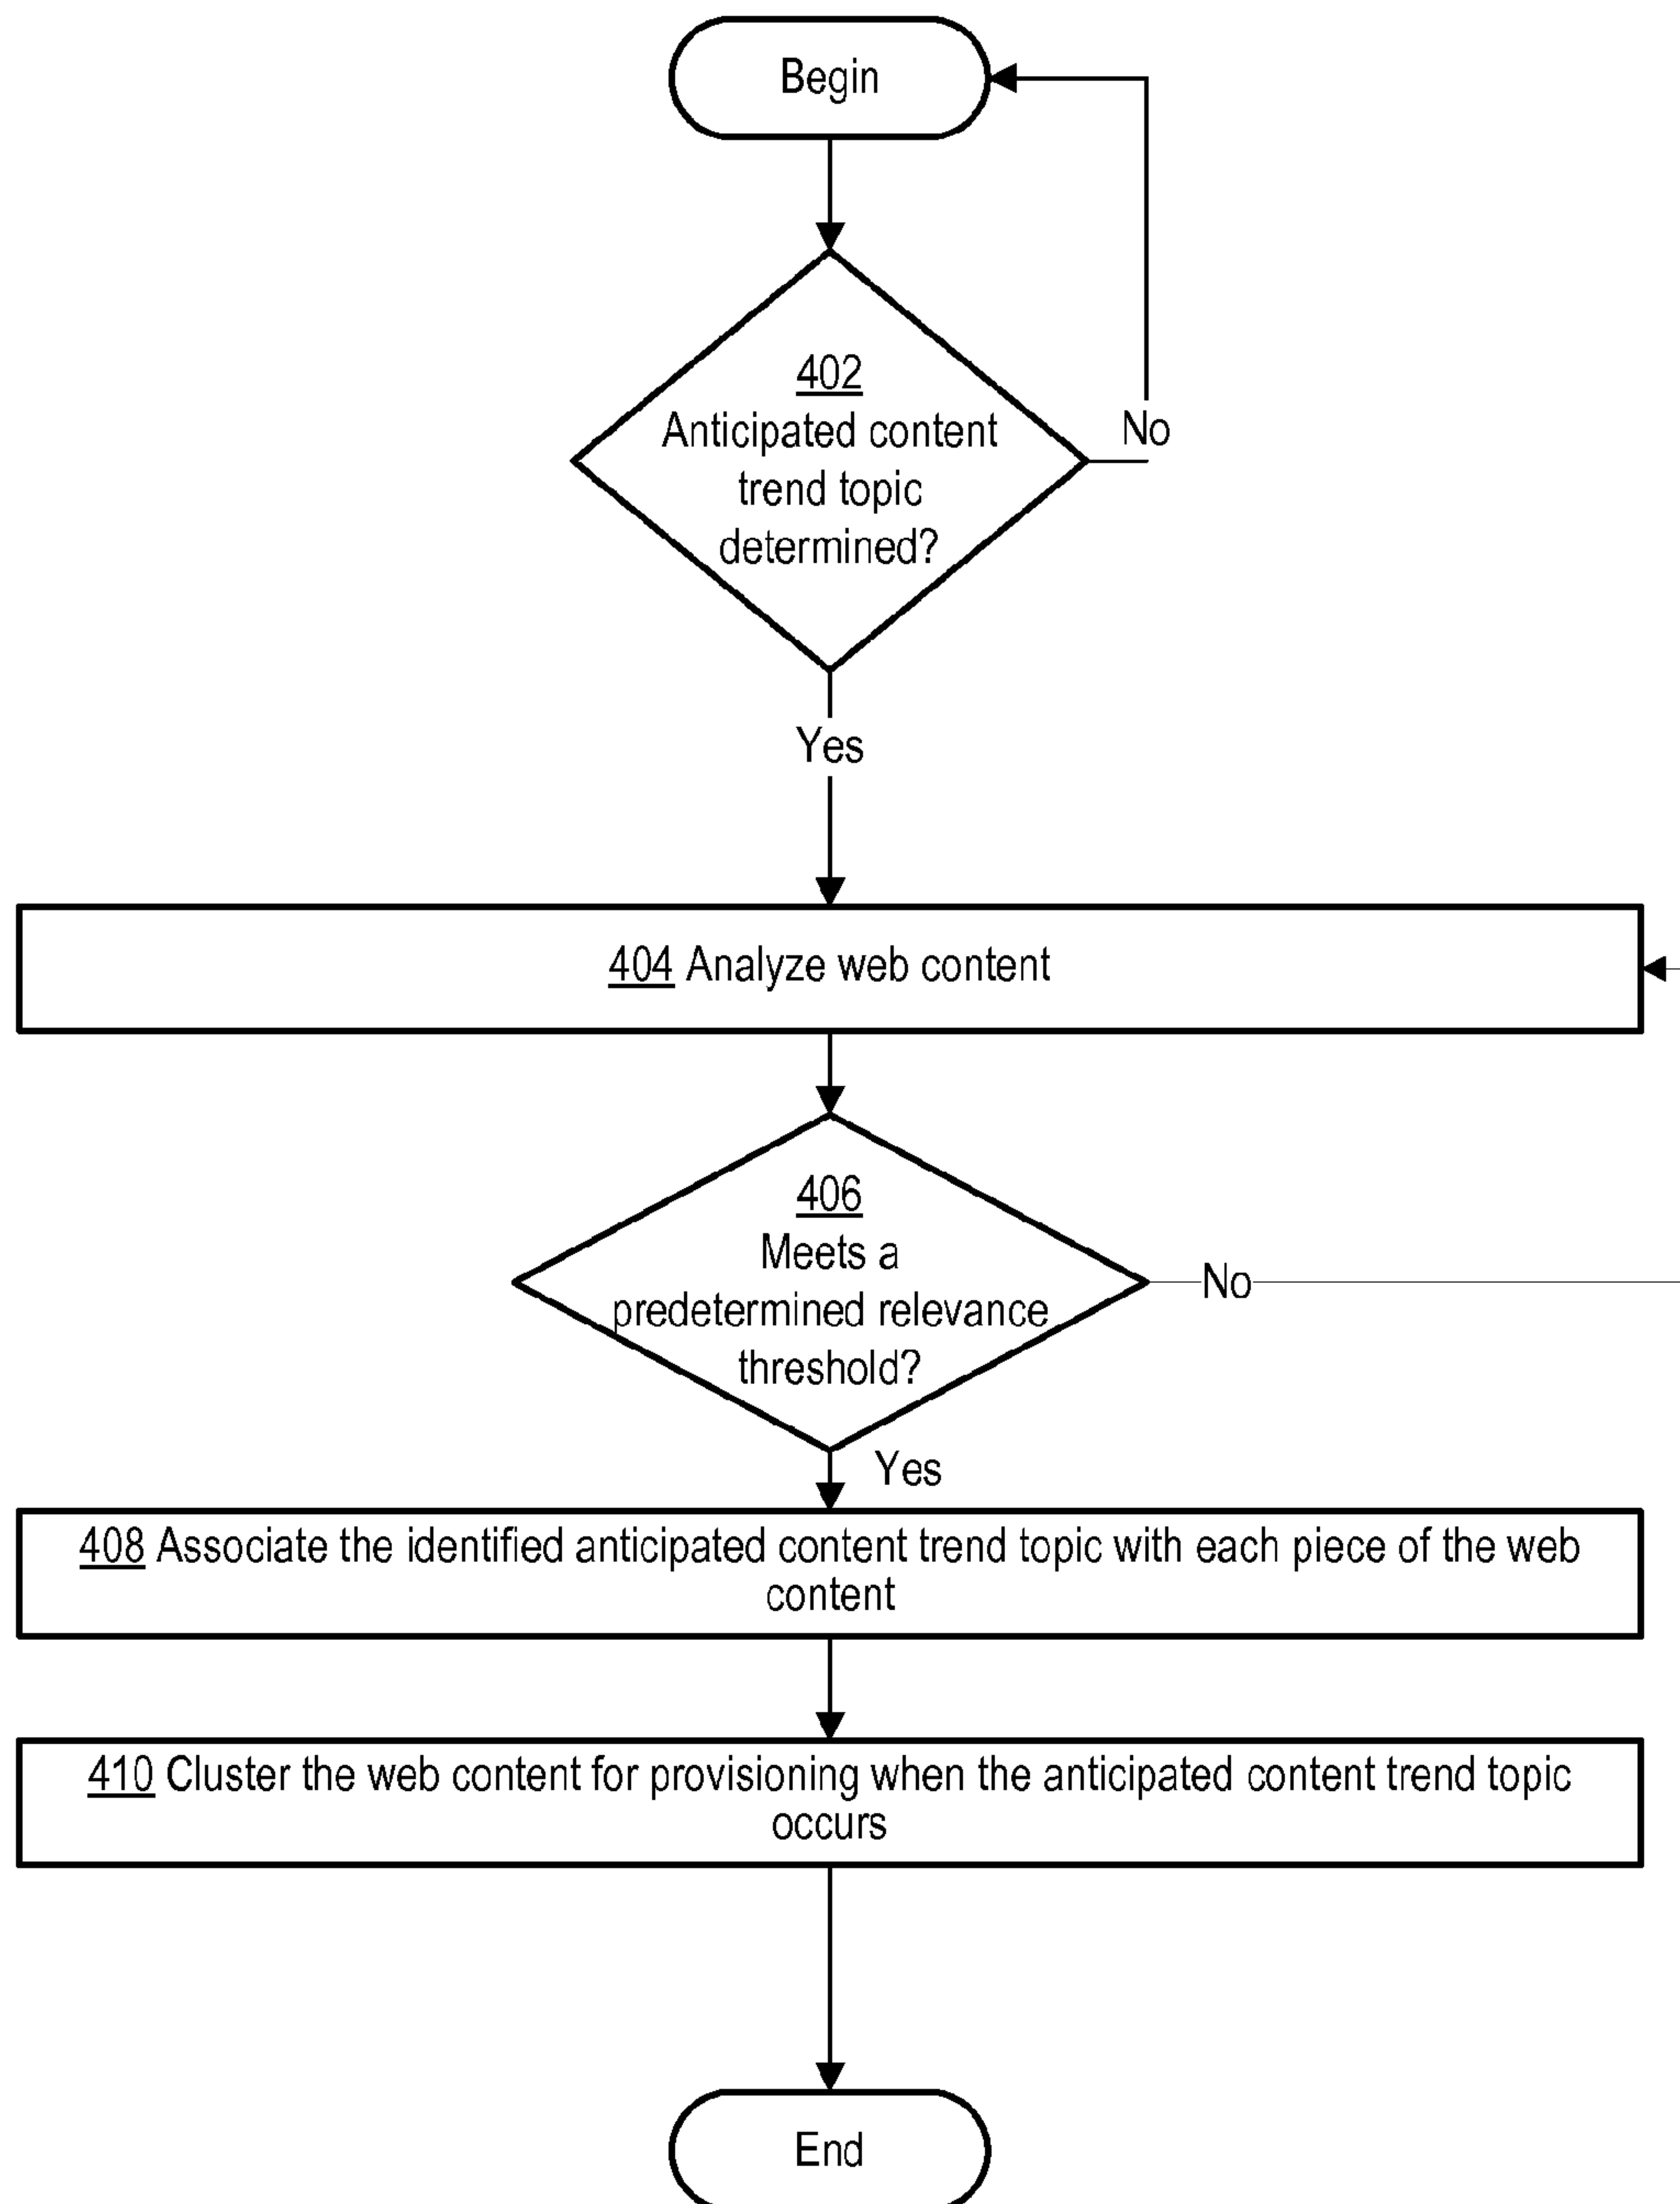 Begin
402
Anticipated content
trend topic
determined?
No
Yes
404 Analyze web content
406
Meets a
predetermined relevance
threshold?
No
Yes
408 Associate the identified anticipated content trend topic with each piece of the web
content
410 Cluster the web content for provisioning when the anticipated content trend topic
occurs
End